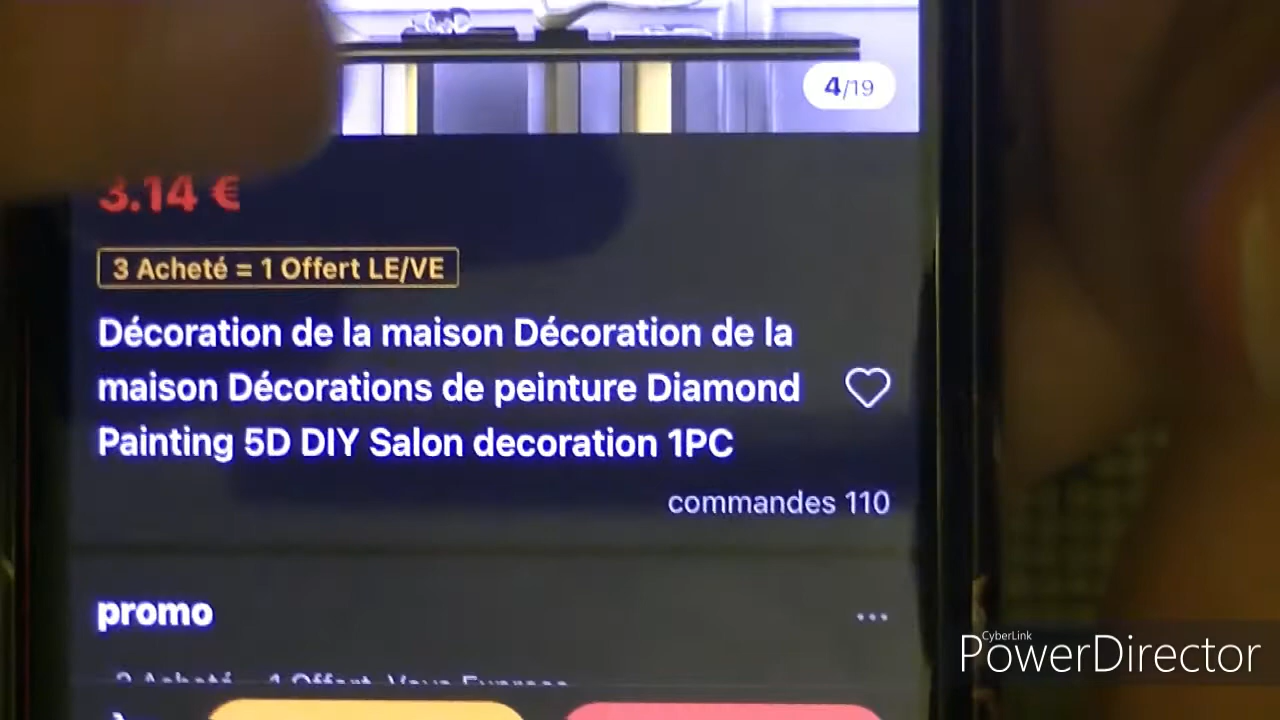 4/19
3.14 €
3 Acheté = 1 Offert LE/VE
Décoration de la maison Décoration de la
maison Décorations de peinture Diamond
Painting 5D DIY Salon decoration 1PC
commandes 110
promo
CyberLink
PowerDirector